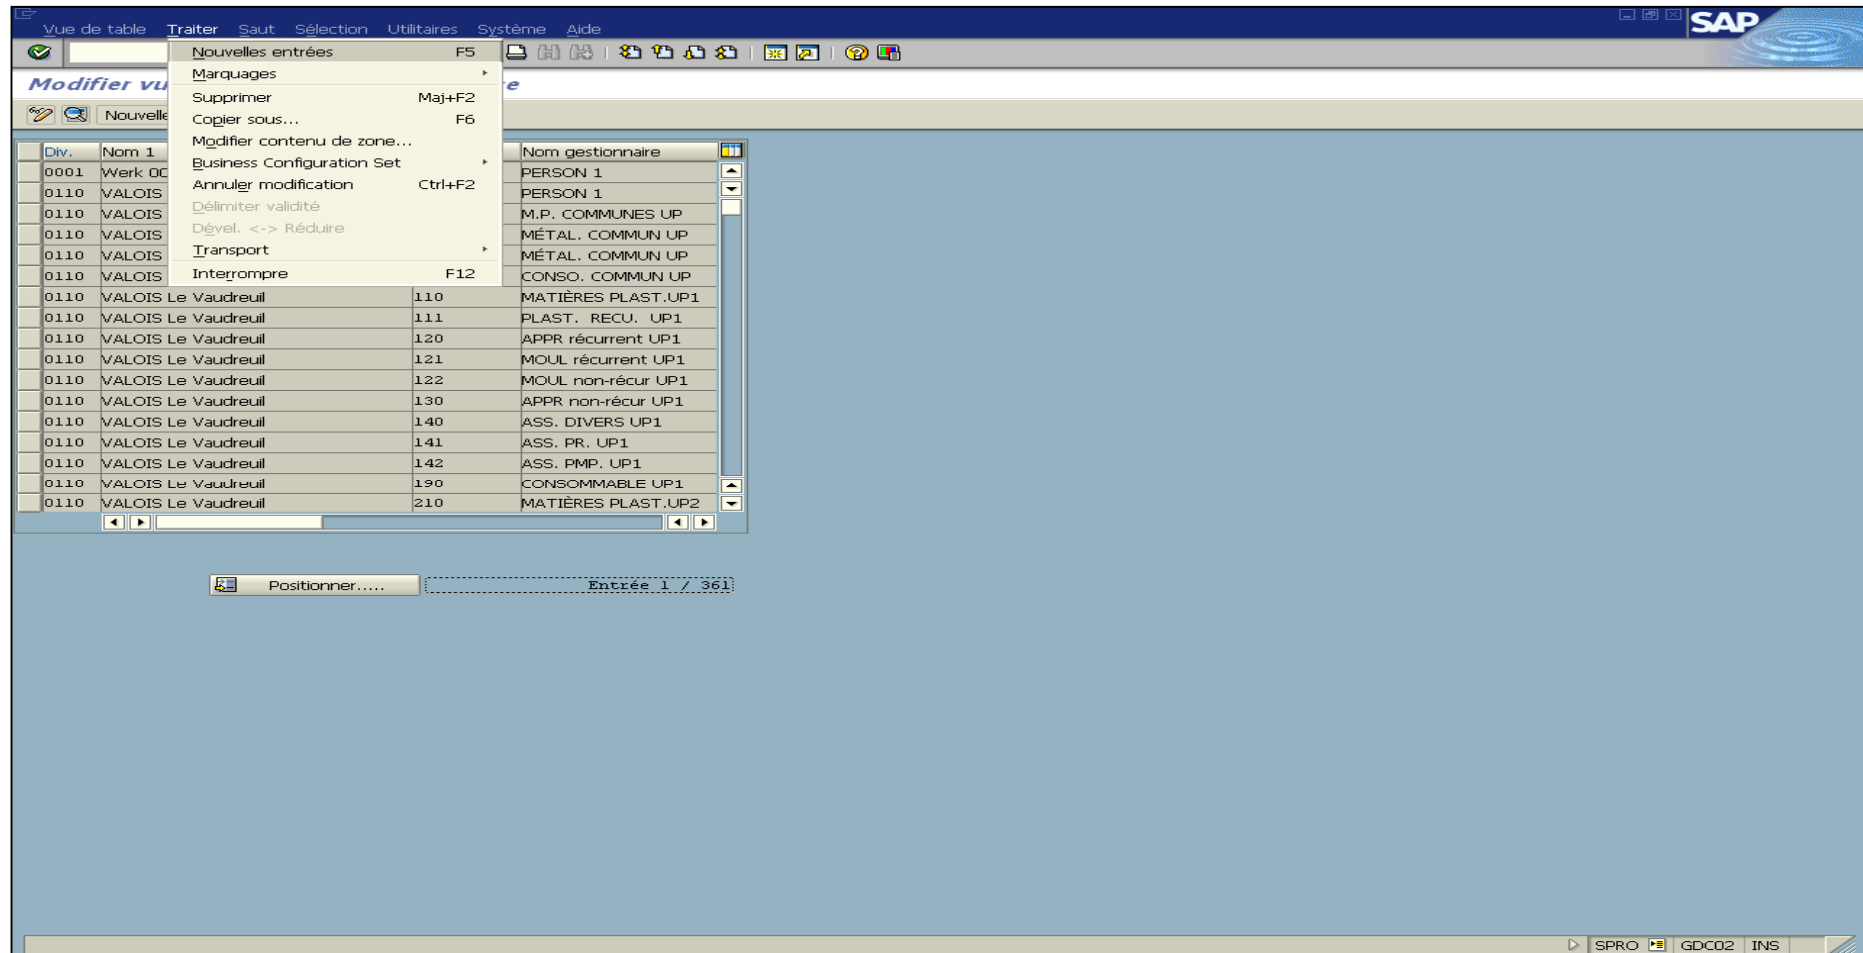 Vue de table Traiter Saut Sélection Utilitaires Système Aide
SAP
Nouvelles entrées F5
Marquages
Supprimer Maj+F2
Copier sous... F6
Modifier contenu de zone...
Business Configuration Set
Annuler modification Ctrl+F2
Délimiter validité
Dével. <-> Réduire
Transport
Interrompre F12
Modifier vu e
Nouvelle
Div. Nom 1 Nom gestionnaire
0001 Werk 00 PERSON 1
0110 VALOIS PERSON 1
0110 VALOIS M.P. COMMUNES UP
0110 VALOIS MÉTAL. COMMUN UP
0110 VALOIS MÉTAL. COMMUN UP
0110 VALOIS CONSO. COMMUN UP
0110 VALOIS Le Vaudreuil 110 MATIÈRES PLAST.UP1
0110 VALOIS Le Vaudreuil 111 PLAST. RECU. UP1
0110 VALOIS Le Vaudreuil 120 APPR récurrent UP1
0110 VALOIS Le Vaudreuil 121 MOUL récurrent UP1
0110 VALOIS Le Vaudreuil 122 MOUL non-récur UP1
0110 VALOIS Le Vaudreuil 130 APPR non-récur UP1
0110 VALOIS Le Vaudreuil 140 ASS. DIVERS UP1
0110 VALOIS Le Vaudreuil 141 ASS. PR. UP1
0110 VALOIS Le Vaudreuil 142 ASS. PMP. UP1
0110 VALOIS Le Vaudreuil 190 CONSOMMABLE UP1
0110 VALOIS Le Vaudreuil 210 MATIÈRES PLAST.UP2
Positionner..... Entrée 1 / 361
SPRO GDC02 INS